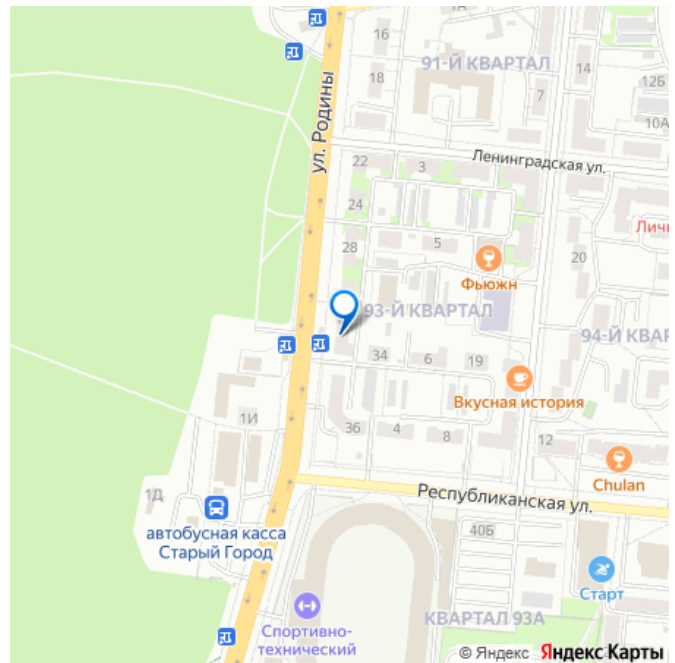 1А
16
91-Й КВАРТАЛ
18
14
7
12Б
10А
ул. Родины
22
3
Ленинградская ул.
24
28
5
Фьюжн
20
93-Й КВАРТАЛ
94-Й КВАР
34
6
19
Вкусная история
1И
36
4
8
12
Chulan
1Д
Республиканская ул.
автобусная касса
Старый Город
40Б
Старт
КВАРТАЛ 93А
Спортивно-
технический
© Яндекс Яндекс Карты